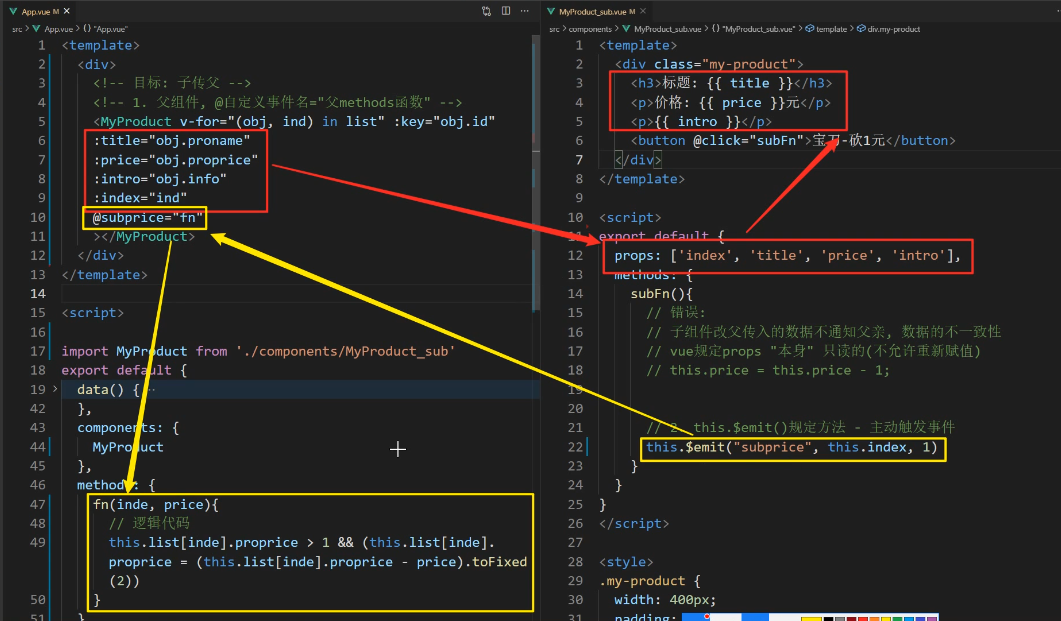 App.vue M
src > App.vue > {} "App.vue"
1 <template>
2 <div>
3 <!-- 目标: 子传父 -->
4 <!-- 1. 父组件, @自定义事件名="父methods函数" -->
5 <MyProduct v-for="(obj, ind) in list" :key="obj.id"
6 :title="obj.proname"
7 :price="obj.proprice"
8 :intro="obj.info"
9 :index="ind"
10 @subprice="fn"
11 ></MyProduct>
12 </div>
13 </template>
14
15 <script>
16
17 import MyProduct from './components/MyProduct_sub'
18 export default {
19 data() { ⋯
42 },
43 components: {
44 MyProduct
45 },
46 methods: {
47 fn(inde, price){
48 // 逻辑代码
49 this.list[inde].proprice > 1 && (this.list[inde].
proprice = (this.list[inde].proprice - price).toFixed
(2))
50 }
51 }
MyProduct_sub.vue M
src > components > MyProduct_sub.vue > {} "MyProduct_sub.vue" > template > div.my-product
1 <template>
2 <div class="my-product">
3 <h3>标题: {{ title }}</h3>
4 <p>价格: {{ price }}元</p>
5 <p>{{ intro }}</p>
6 <button @click="subFn">宝刀-砍1元</button>
7 </div>
8 </template>
9
10 <script>
11 export default {
12 props: ['index', 'title', 'price', 'intro'],
13 methods: {
14 subFn(){
15 // 错误:
16 // 子组件改父传入的数据不通知父亲, 数据的不一致性
17 // vue规定props "本身" 只读的(不允许重新赋值)
18 // this.price = this.price - 1;
19
20
21 // 2. this.$emit()规定方法 - 主动触发事件
22 this.$emit("subprice", this.index, 1)
23 }
24 }
25 }
26 </script>
27
28 <style>
29 .my-product {
30 width: 400px;
31 padding: